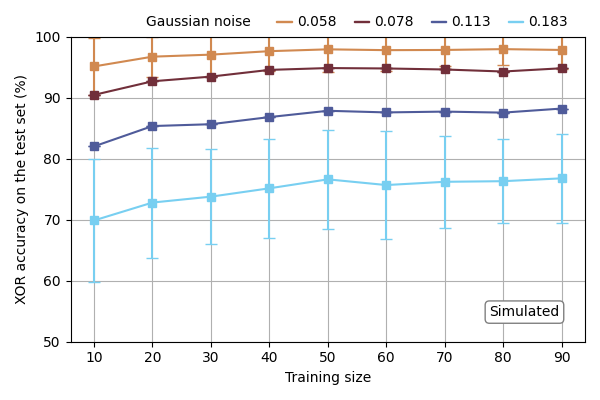 Gaussian noise 0.058 0.078 0.113 0.183
XOR accuracy on the test set (%)
100
90
80
70
60
50
Simulated
10 20 30 40 50 60 70 80 90
Training size